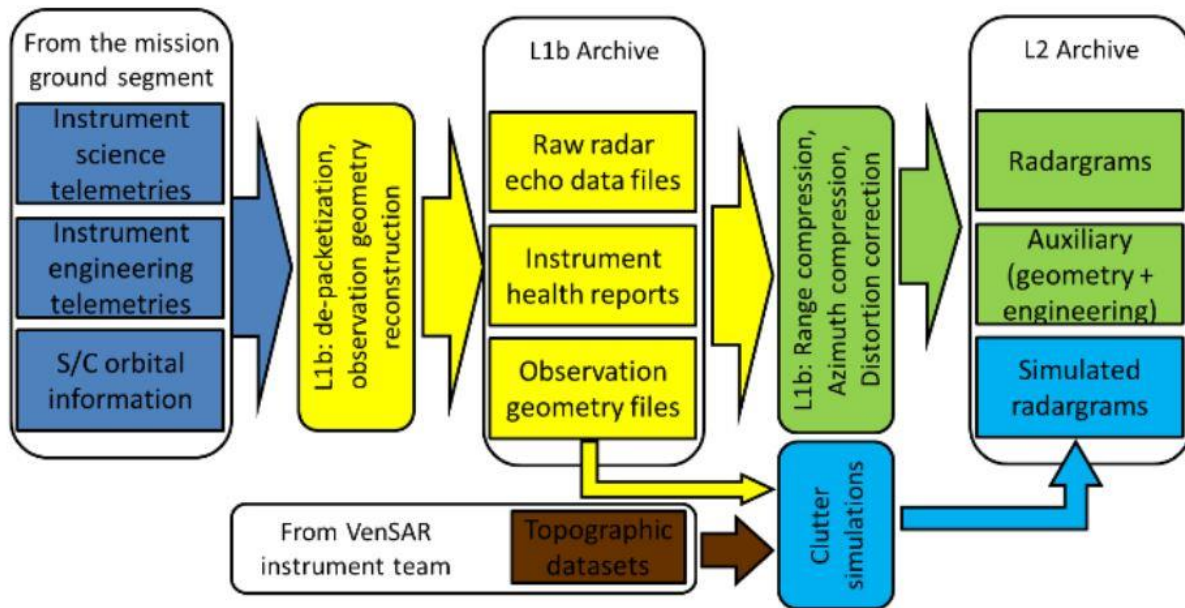 From the mission
ground segment
Instrument
science
telemetries
Instrument
engineering
telemetries
S/C orbital
information
L1b: de-packetization,
observation geometry
reconstruction
L1b Archive
Raw radar
echo data files
Instrument
health reports
Observation
geometry files
L1b: Range compression,
Azimuth compression,
Distortion correction
L2 Archive
Radargrams
Auxiliary
(geometry +
engineering)
Simulated
radargrams
From VenSAR
instrument team
Topographic
datasets
Clutter
simulations